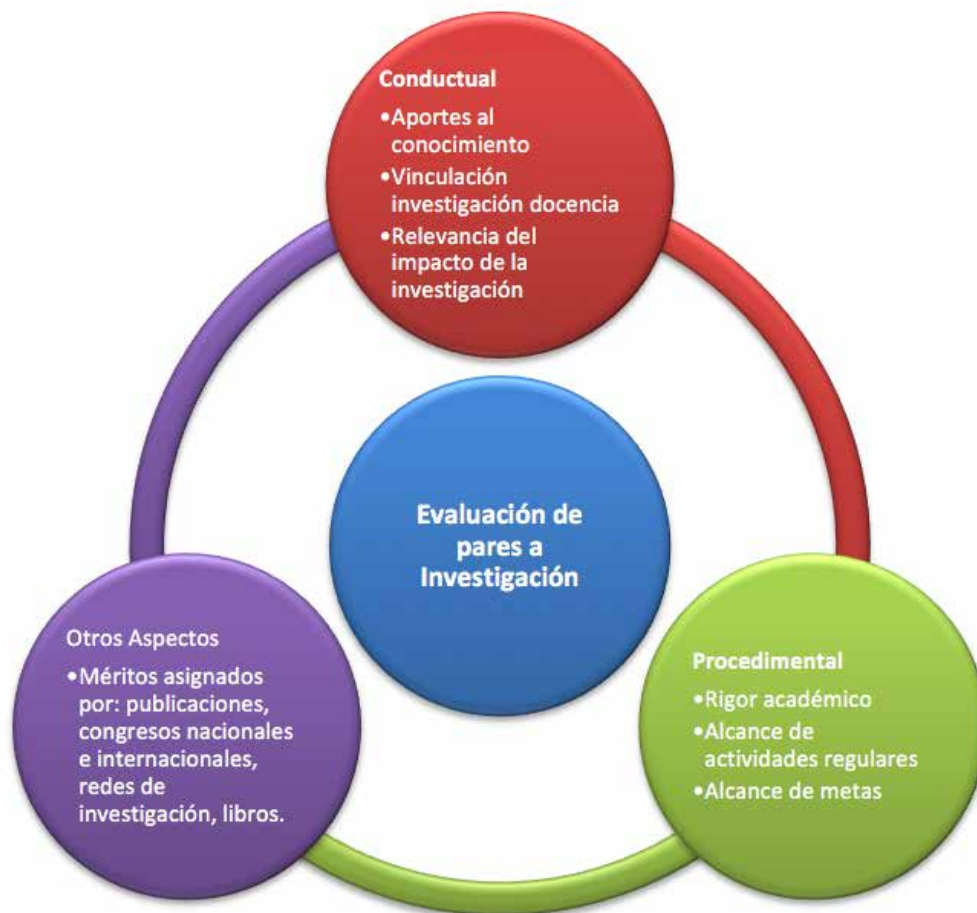 Conductual
•Aportes al
conocimiento
•Vinculación
investigación docencia
•Relevancia del
impacto de la
investigación
Evaluación de
pares a
Investigación
Otros Aspectos
•Méritos asignados
por: publicaciones,
congresos nacionales
e internacionales,
redes de
investigación, libros.
Procedimental
•Rigor académico
•Alcance de
actividades regulares
•Alcance de metas